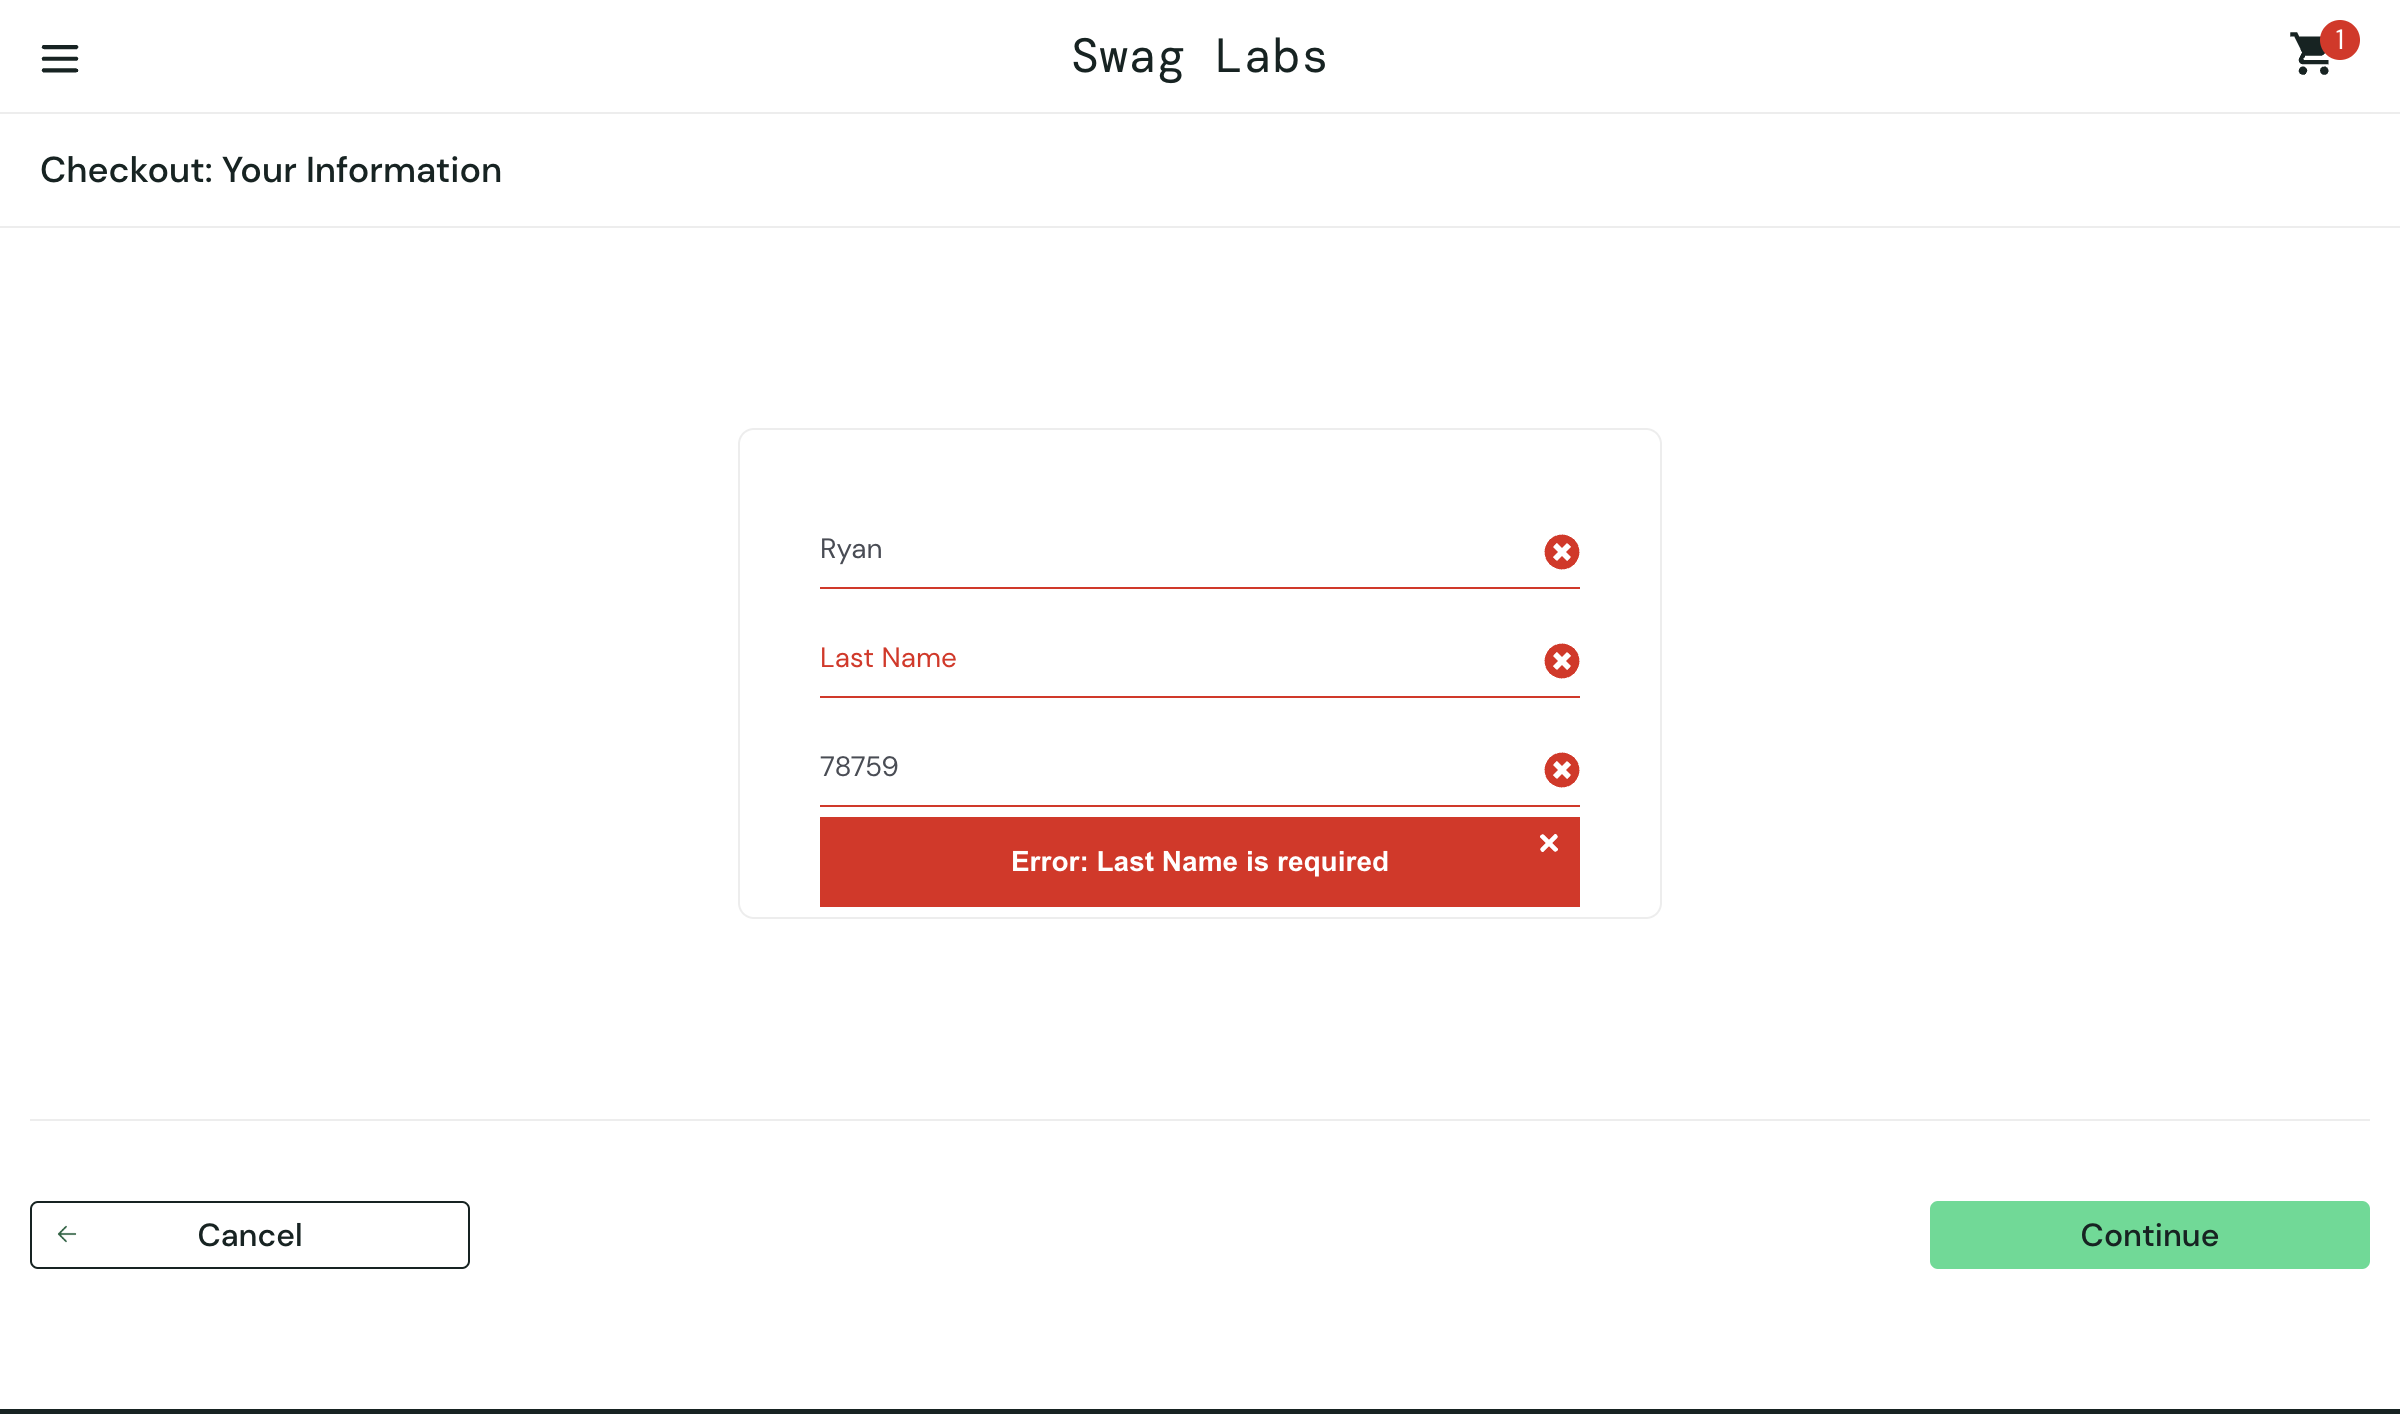 Swag Labs
1
Checkout: Your Information
Ryan
Last Name
78759
Error: Last Name is required
Cancel
Continue